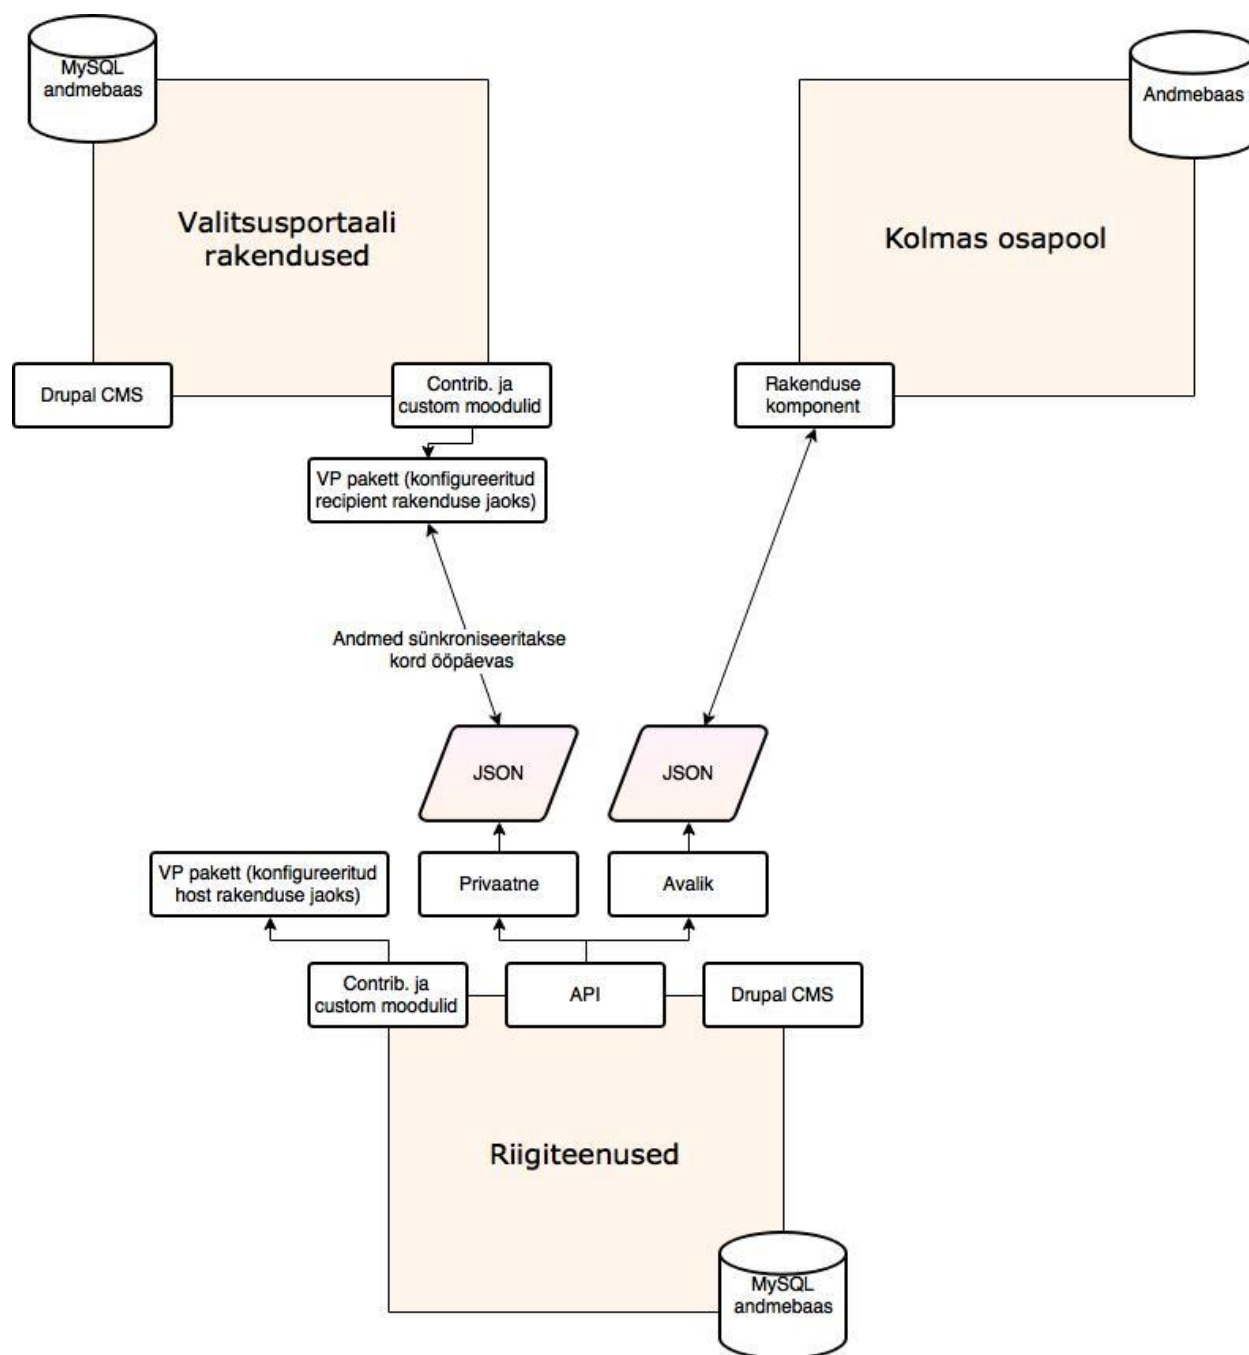 MySQL
andmebaas
Andmebaas
Valitsusportaali
rakendused
Kolmas osapool
Drupal CMS
Contrib. ja
custom moodulid
Rakenduse
komponent
VP pakett (konfigureeritud
recipient rakenduse jaoks)
Andmed sünkroniseeritakse
kord ööpäevas
JSON
JSON
VP pakett (konfigureeritud
host rakenduse jaoks)
Privaatne
Avalik
Contrib. ja
custom moodulid
API
Drupal CMS
Riigiteenused
MySQL
andmebaas